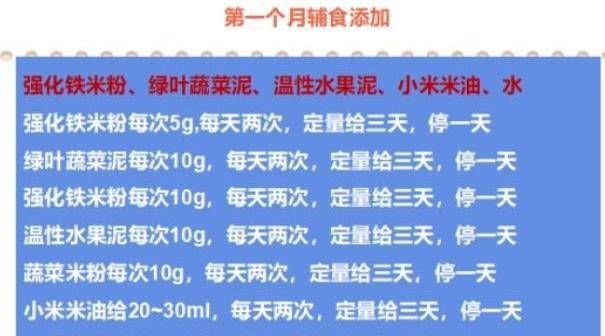 第一个月辅食添加
强化铁米粉、绿叶蔬菜泥、温性水果泥、小米米油、水
强化铁米粉每次5g,每天两次，定量给三天，停一天
绿叶蔬菜泥每次10g，每天两次，定量给三天，停一天
强化铁米粉每次10g，每天两次，定量给三天，停一天
温性水果泥每次10g，每天两次，定量给三天，停一天
蔬菜米粉每次10g，每天两次，定量给三天，停一天
小米米油给20~30ml，每天两次，定量给三天，停一天